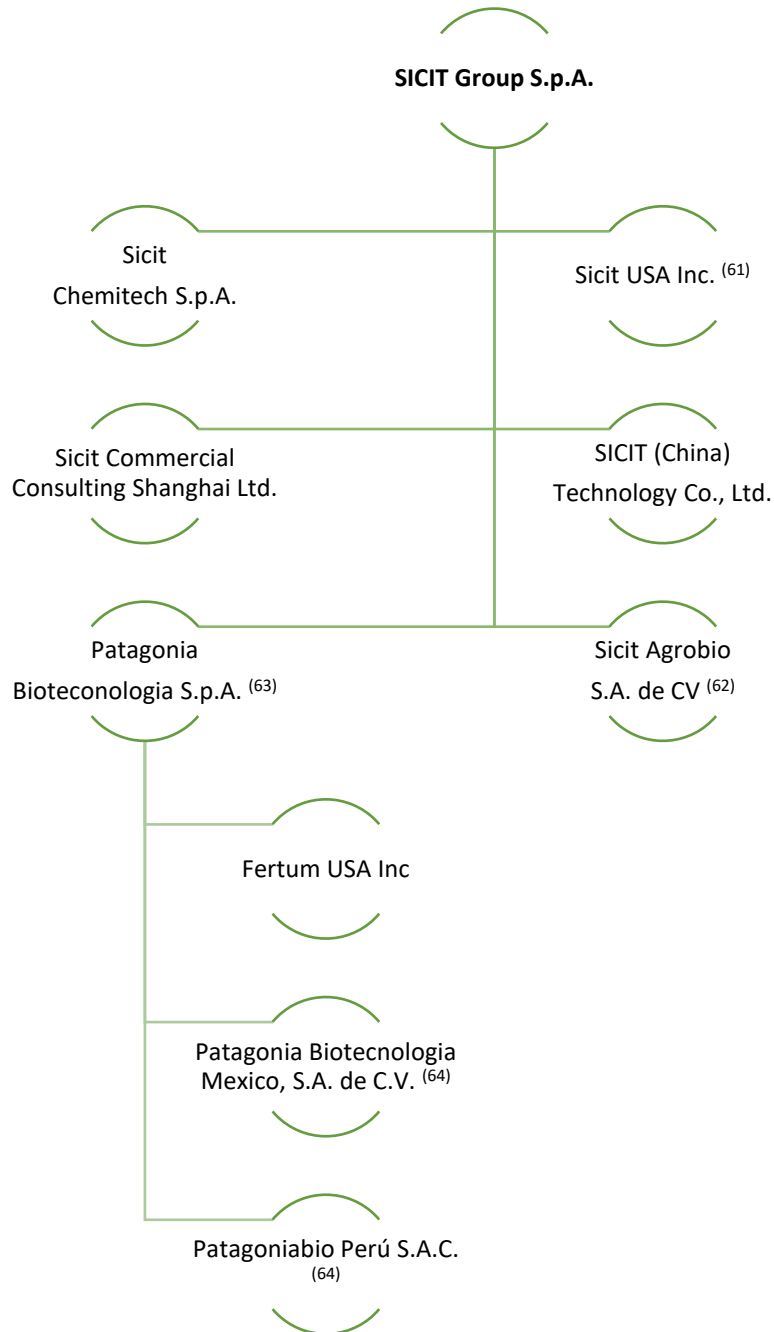 SICIT Group S.p.A.
Sicit
Chemitech S.p.A.
Sicit USA Inc. (61)
Sicit Commercial
Consulting Shanghai Ltd.
SICIT (China)
Technology Co., Ltd.
Patagonia
Bioteconologia S.p.A. (63)
Sicit Agrobio
S.A. de CV (62)
Fertum USA Inc
Patagonia Biotecnologia
Mexico, S.A. de C.V. (64)
Patagoniabio Perú S.A.C.
(64)